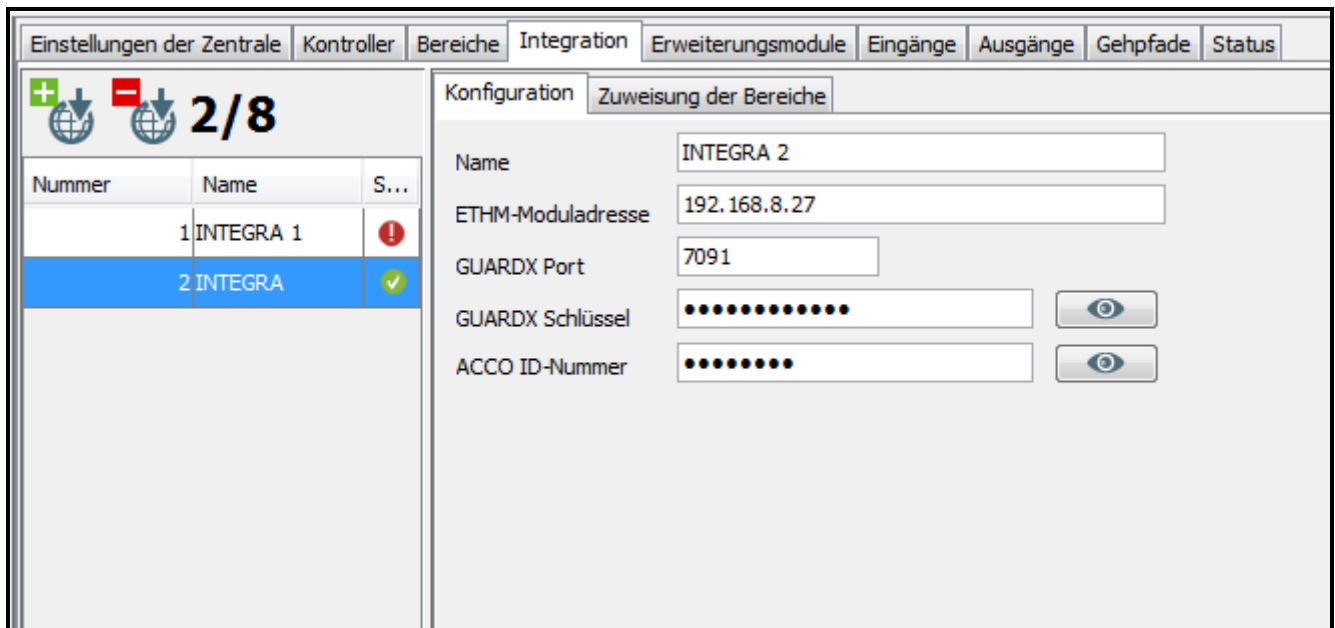 Einstellungen der Zentrale Kontroller Bereiche Integration Erweiterungsmodule Eingänge Ausgänge Gehpfade Status
2/8
Nummer Name S...
1 INTEGRA 1
2 INTEGRA
Konfiguration Zuweisung der Bereiche
Name INTEGRA 2
ETHM-Moduladresse 192.168.8.27
GUARDX Port 7091
GUARDX Schlüssel ••••••••••••
ACCO ID-Nummer ••••••••